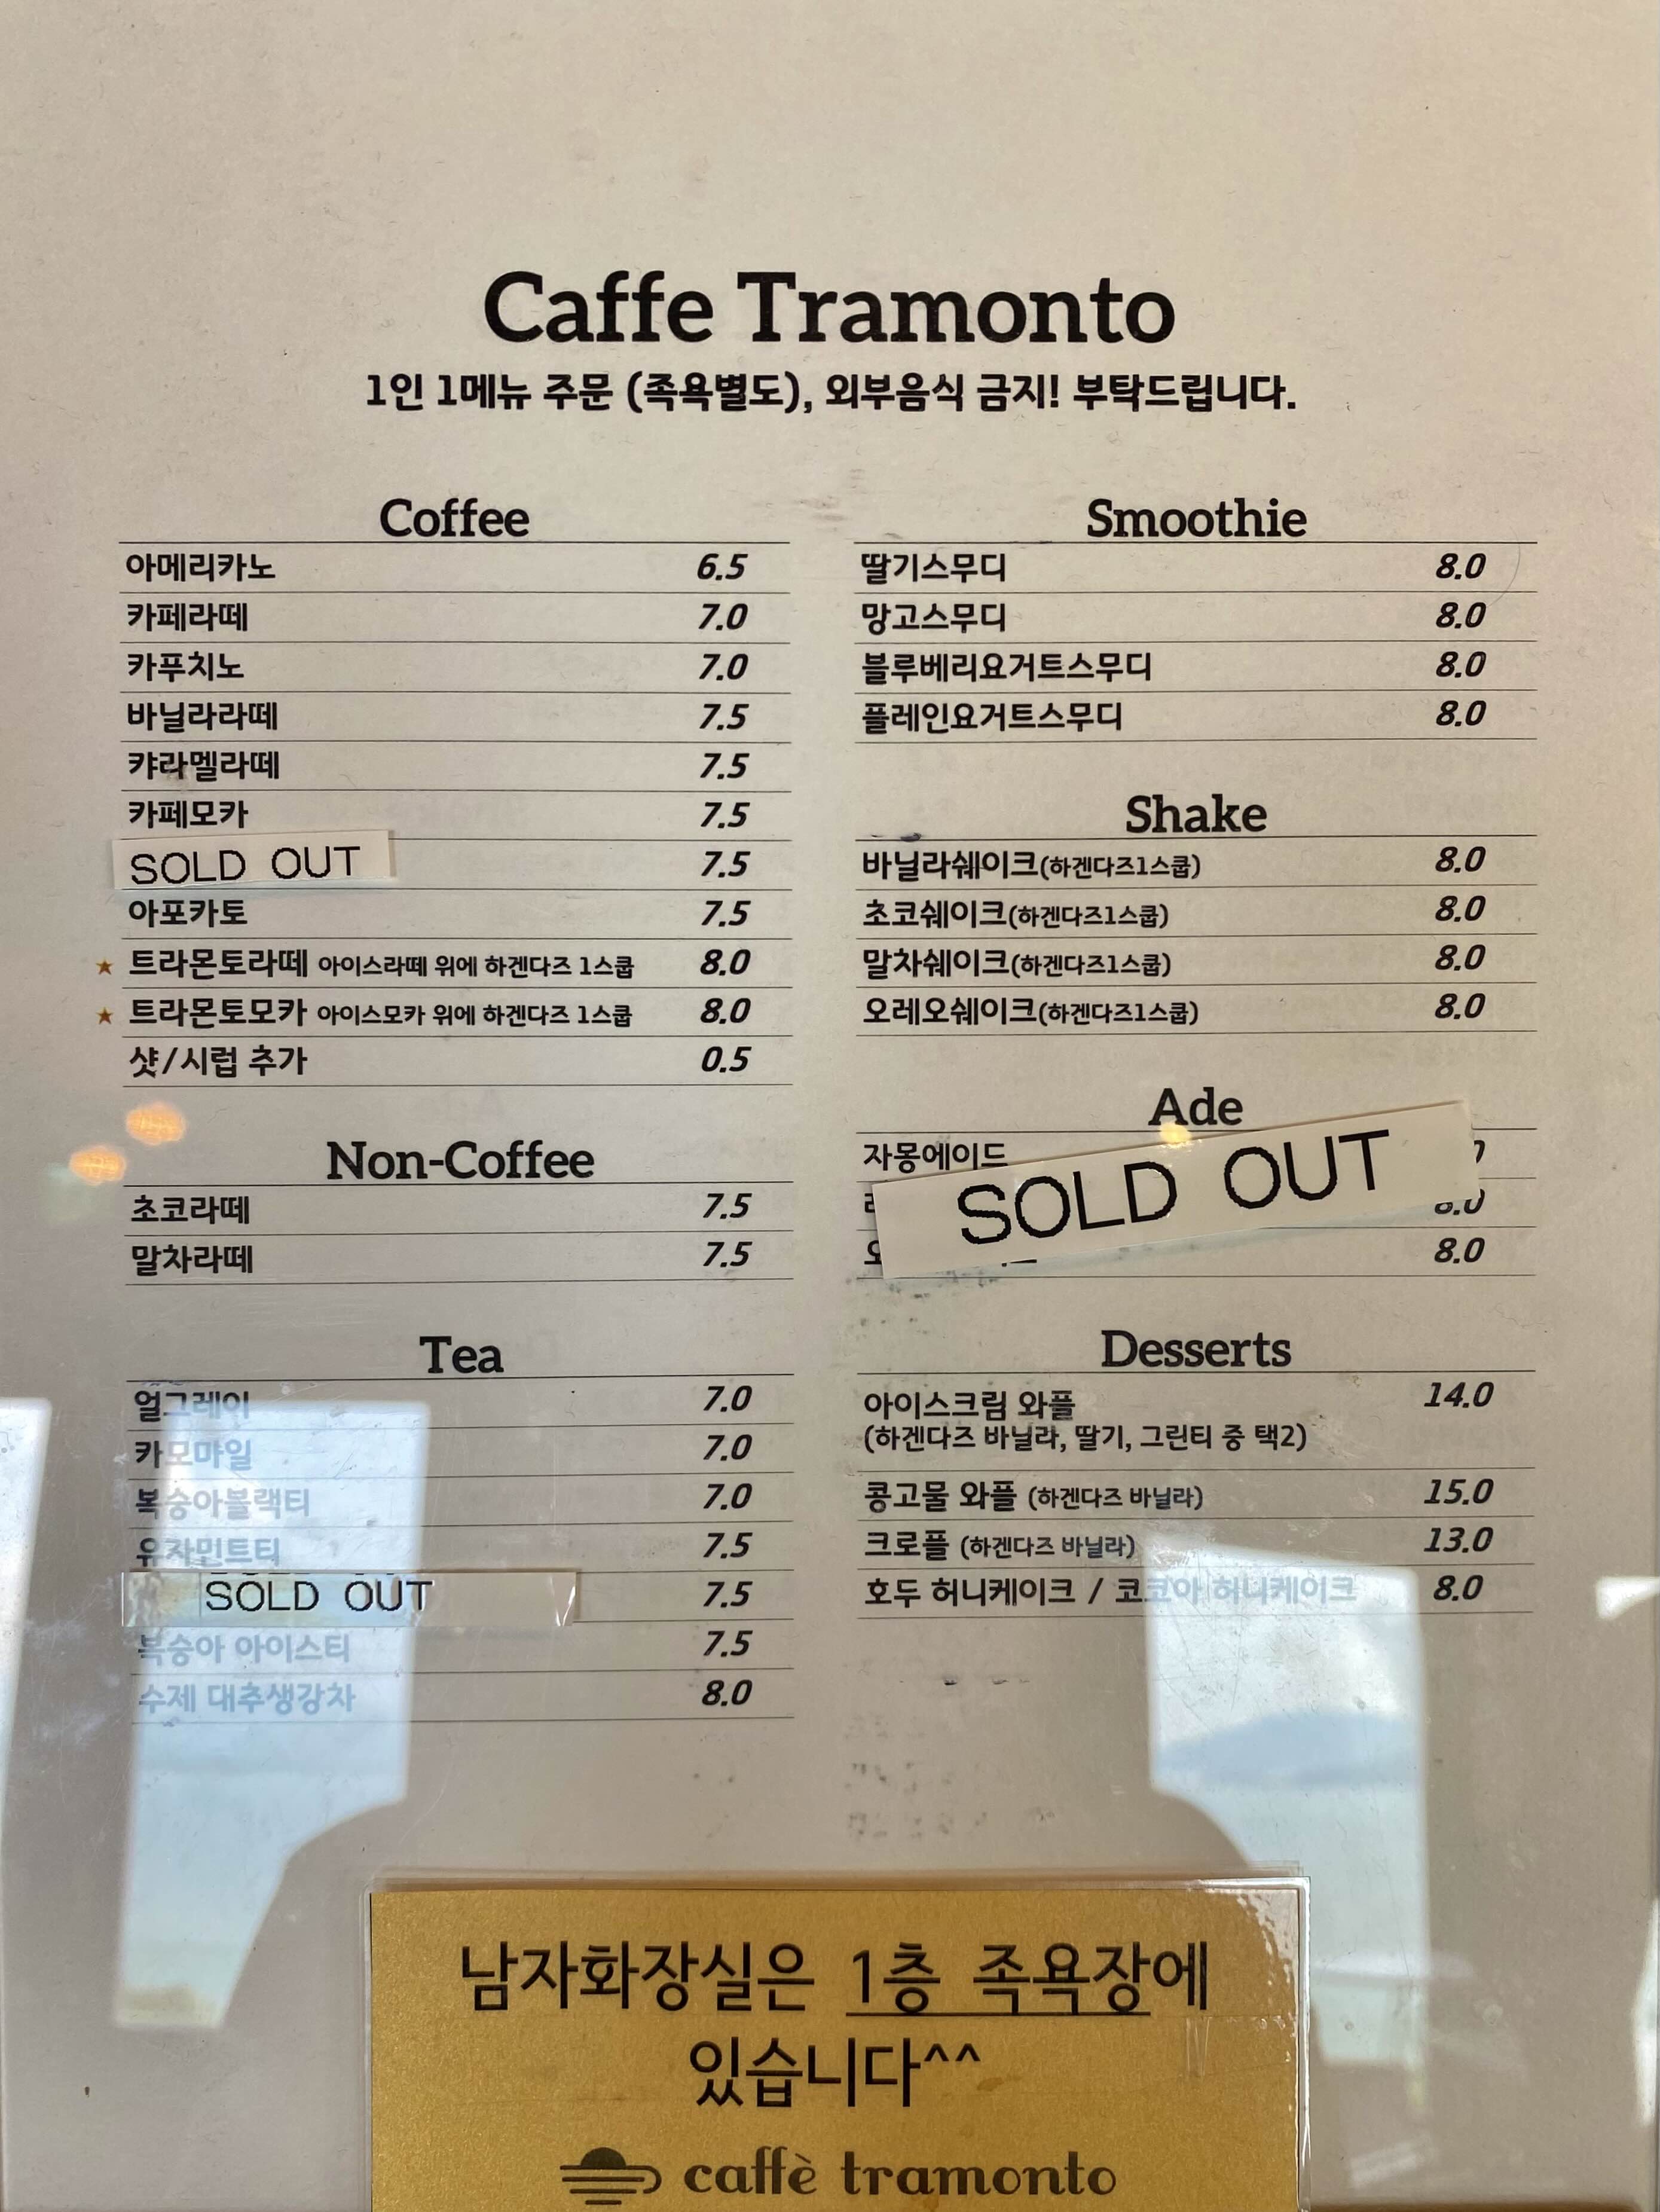 Caffe Tramonto
1인 1메뉴 주문 (족욕별도), 외부음식 금지! 부탁드립니다.
Coffee
아메리카노 6.5
카페라떼 7.0
카푸치노 7.0
바닐라라떼 7.5
캬라멜라떼 7.5
카페모카 7.5
SOLD OUT 7.5
아포카토 7.5
★ 트라몬토라떼 아이스라떼 위에 하겐다즈 1스쿱 8.0
★ 트라몬토모카 아이스모카 위에 하겐다즈 1스쿱 8.0
샷/시럽 추가 0.5
Non-Coffee
초코라떼 7.5
말차라떼 7.5
Tea
얼그레이 7.0
카모마일 7.0
복숭아블랙티 7.0
유자민트티 7.5
SOLD OUT 7.5
복숭아 아이스티 7.5
수제 대추생강차 8.0
Smoothie
딸기스무디 8.0
망고스무디 8.0
블루베리요거트스무디 8.0
플레인요거트스무디 8.0
Shake
바닐라쉐이크(하겐다즈1스쿱) 8.0
초코쉐이크(하겐다즈1스쿱) 8.0
말차쉐이크(하겐다즈1스쿱) 8.0
오레오쉐이크(하겐다즈1스쿱) 8.0
Ade
자몽에이드
SOLD OUT
8.0
8.0
Desserts
아이스크림 와플 14.0
(하겐다즈 바닐라, 딸기, 그린티 중 택2)
콩고물 와플 (하겐다즈 바닐라) 15.0
크로플 (하겐다즈 바닐라) 13.0
호두 허니케이크 / 코코아 허니케이크 8.0
남자화장실은 1층 족욕장에
있습니다^^
caffè tramonto